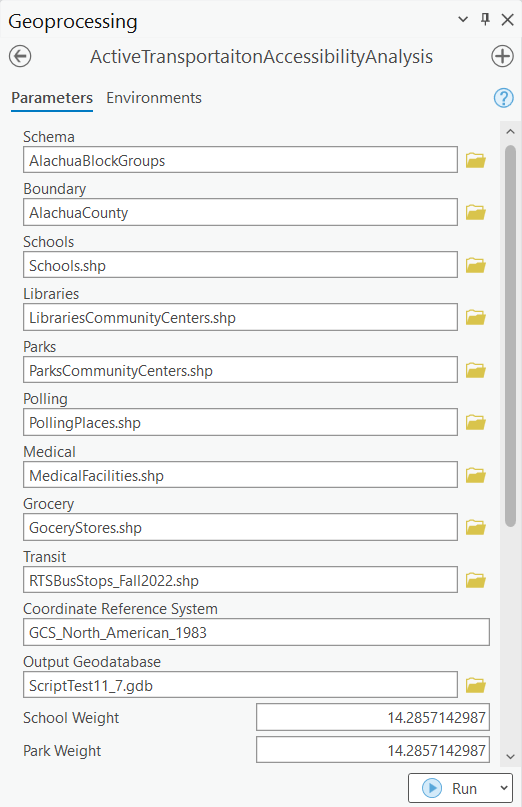 Geoprocessing
ActiveTransportaitonAccessibilityAnalysis
Parameters Environments
Schema
AlachuaBlockGroups
Boundary
AlachuaCounty
Schools
Schools.shp
Libraries
LibrariesCommunityCenters.shp
Parks
ParksCommunityCenters.shp
Polling
PollingPlaces.shp
Medical
MedicalFacilities.shp
Grocery
GoceryStores.shp
Transit
RTSBusStops_Fall2022.shp
Coordinate Reference System
GCS_North_American_1983
Output Geodatabase
ScriptTest11_7.gdb
School Weight 14.2857142987
Park Weight 14.2857142987
Run